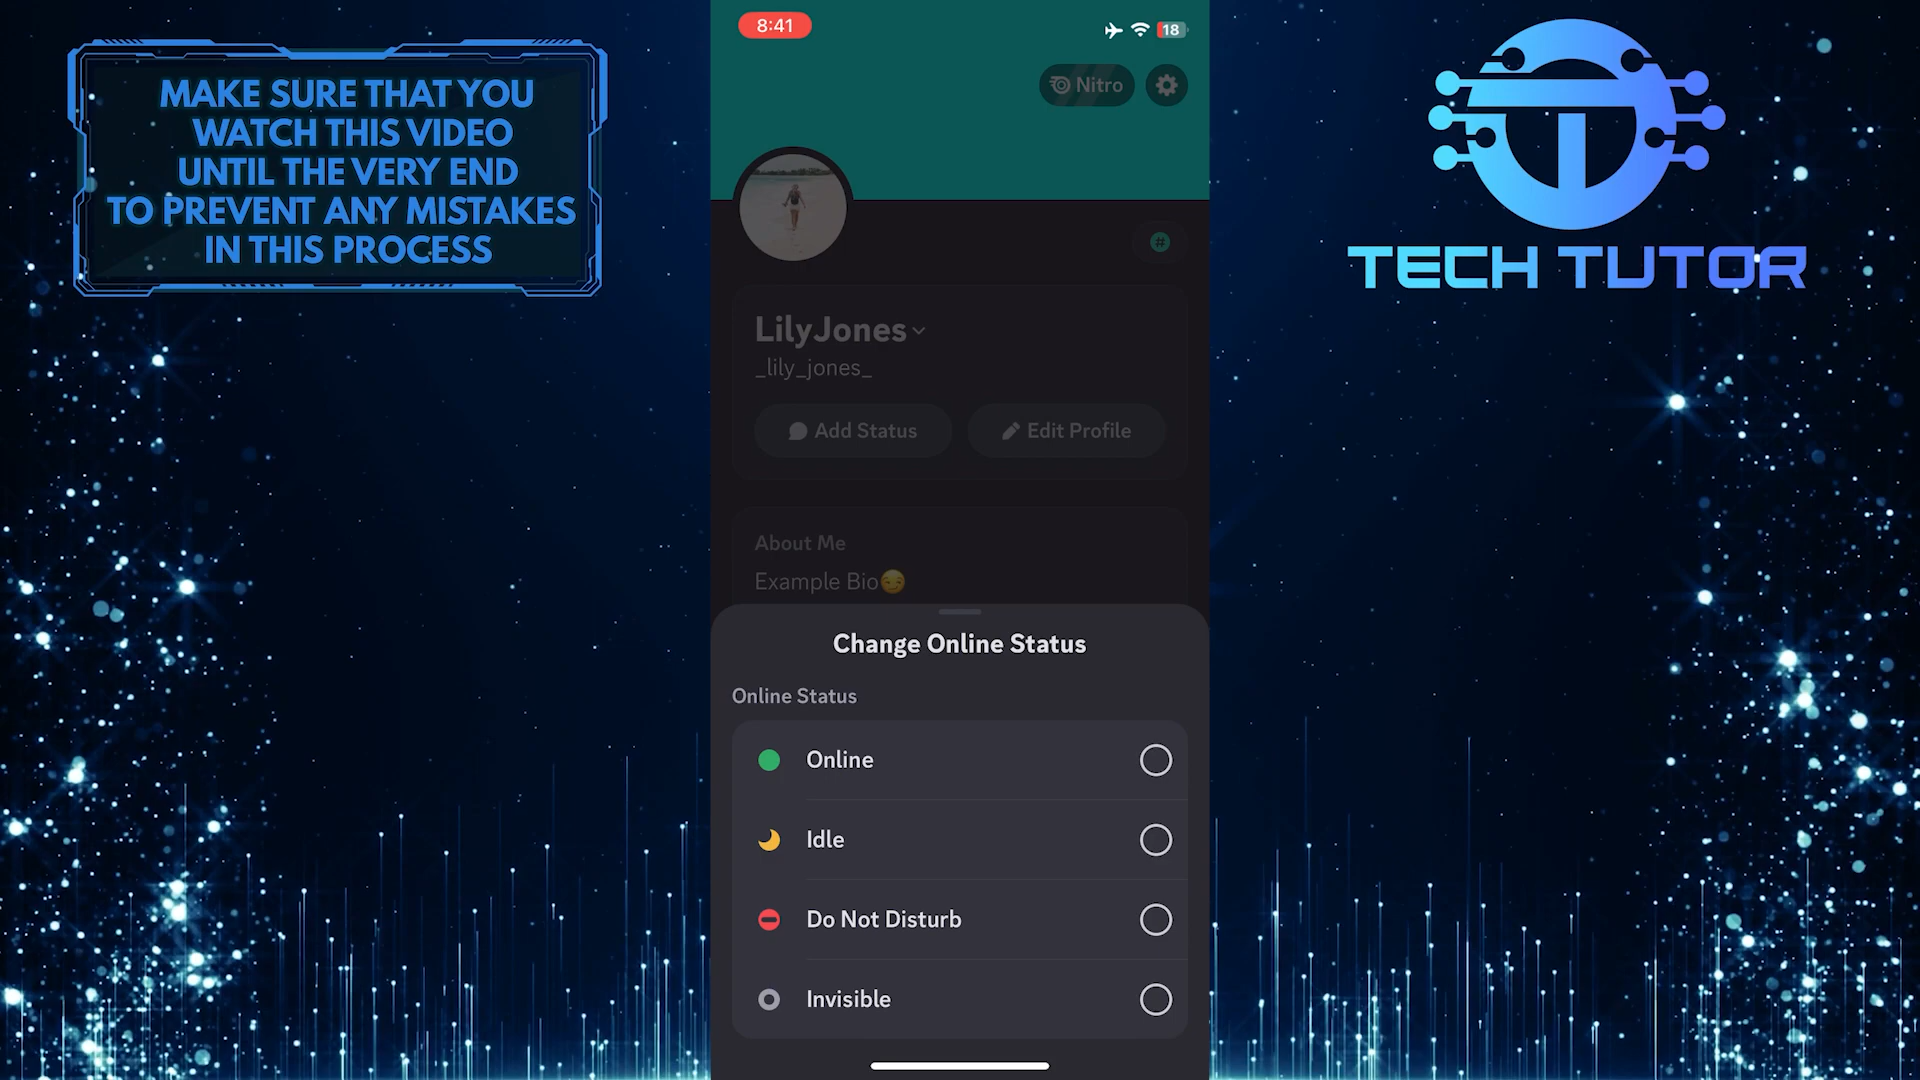 MAKE SURE THAT YOU
WATCH THIS VIDEO
UNTIL THE VERY END
TO PREVENT ANY MISTAKES
IN THIS PROCESS
8:41
18
Nitro
LilyJones
_lily_jones_
Add Status
Edit Profile
About Me
Example Bio😏
Change Online Status
Online Status
Online
Idle
Do Not Disturb
Invisible
TECH TUTOR